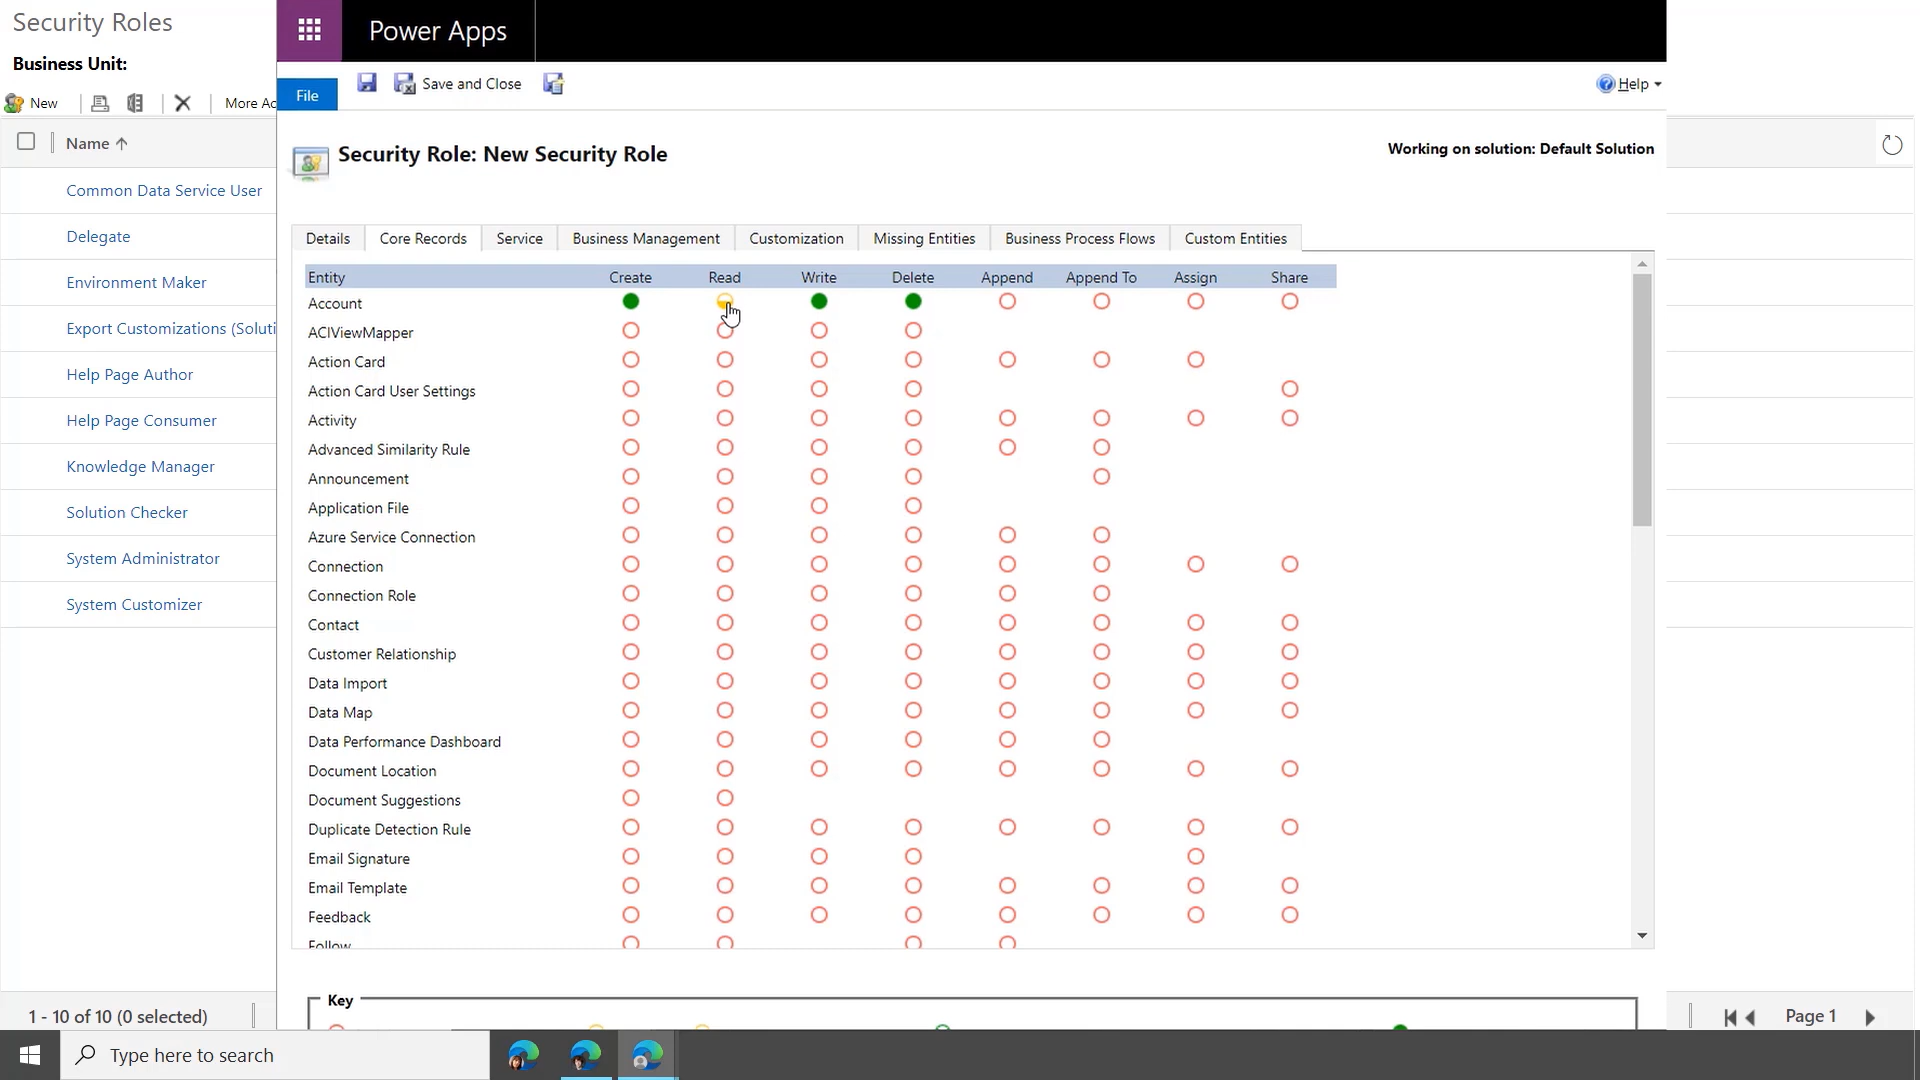 Security Roles
Business Unit:
New
More Ac
Name
Common Data Service User
Delegate
Environment Maker
Export Customizations (Soluti
Help Page Author
Help Page Consumer
Knowledge Manager
Solution Checker
System Administrator
System Customizer
1 - 10 of 10 (0 selected)
Power Apps
File
Save and Close
Help
Security Role: New Security Role
Working on solution: Default Solution
Details Core Records Service Business Management Customization Missing Entities Business Process Flows Custom Entities
Entity Create Read Write Delete Append Append To Assign Share
Account
ACIViewMapper
Action Card
Action Card User Settings
Activity
Advanced Similarity Rule
Announcement
Application File
Azure Service Connection
Connection
Connection Role
Contact
Customer Relationship
Data Import
Data Map
Data Performance Dashboard
Document Location
Document Suggestions
Duplicate Detection Rule
Email Signature
Email Template
Feedback
Follow
Key
Page 1
Type here to search